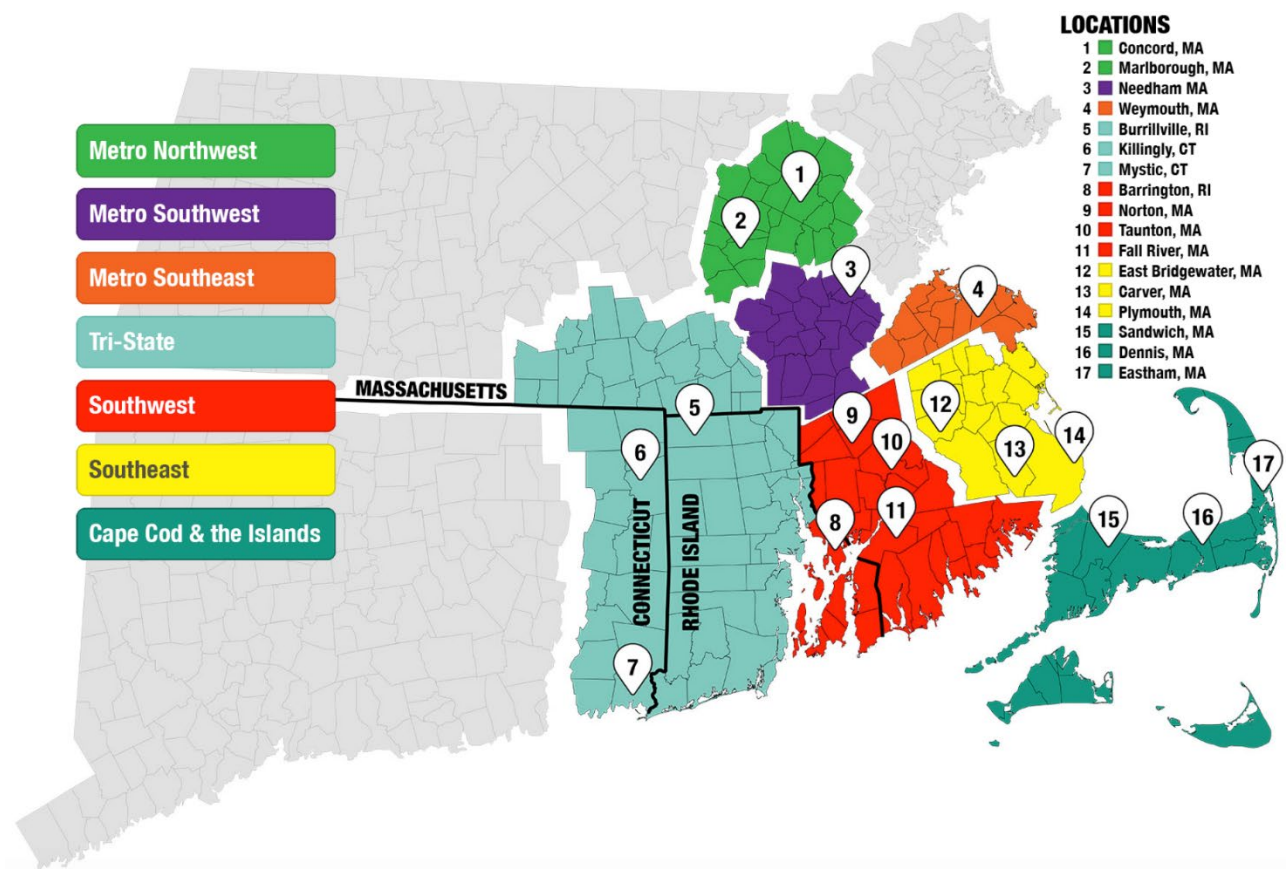 LOCATIONS
1 Concord, MA
2 Marlborough, MA
3 Needham MA
4 Weymouth, MA
5 Burrillville, RI
6 Killingly, CT
7 Mystic, CT
8 Barrington, RI
9 Norton, MA
10 Taunton, MA
11 Fall River, MA
12 East Bridgewater, MA
13 Carver, MA
14 Plymouth, MA
15 Sandwich, MA
16 Dennis, MA
17 Eastham, MA
Metro Northwest
Metro Southwest
Metro Southeast
Tri-State
Southwest
Southeast
Cape Cod & the Islands
MASSACHUSETTS
CONNECTICUT
RHODE ISLAND
1
2
3
4
5
6
7
8
9
10
11
12
13
14
15
16
17